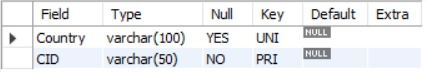 Field Type Null Key Default Extra
Country varchar(100) YES UNI NULL
CID varchar(50) NO PRI NULL